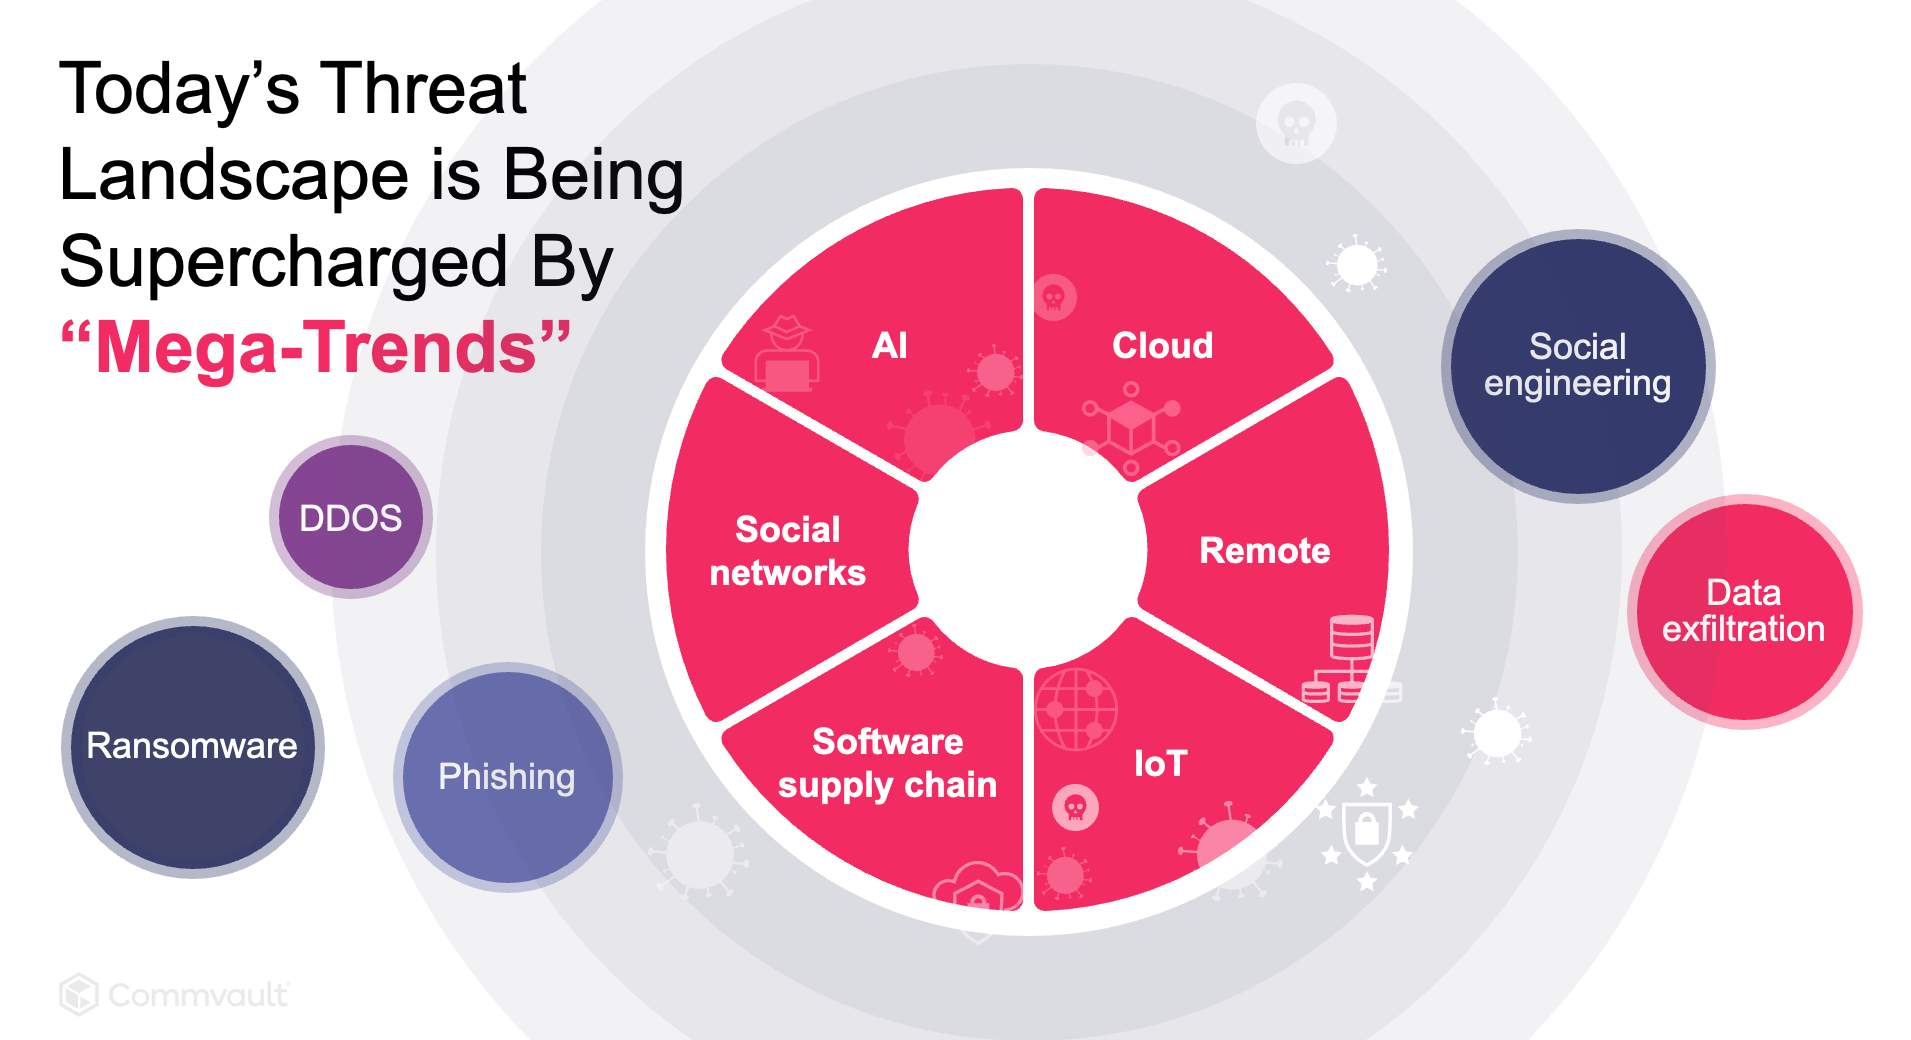 Today’s Threat
Landscape is Being
Supercharged By
“Mega-Trends”
AI
Cloud
Remote
IoT
Software
supply chain
Social
networks
DDOS
Ransomware
Phishing
Social
engineering
Data
exfiltration
Commvault®